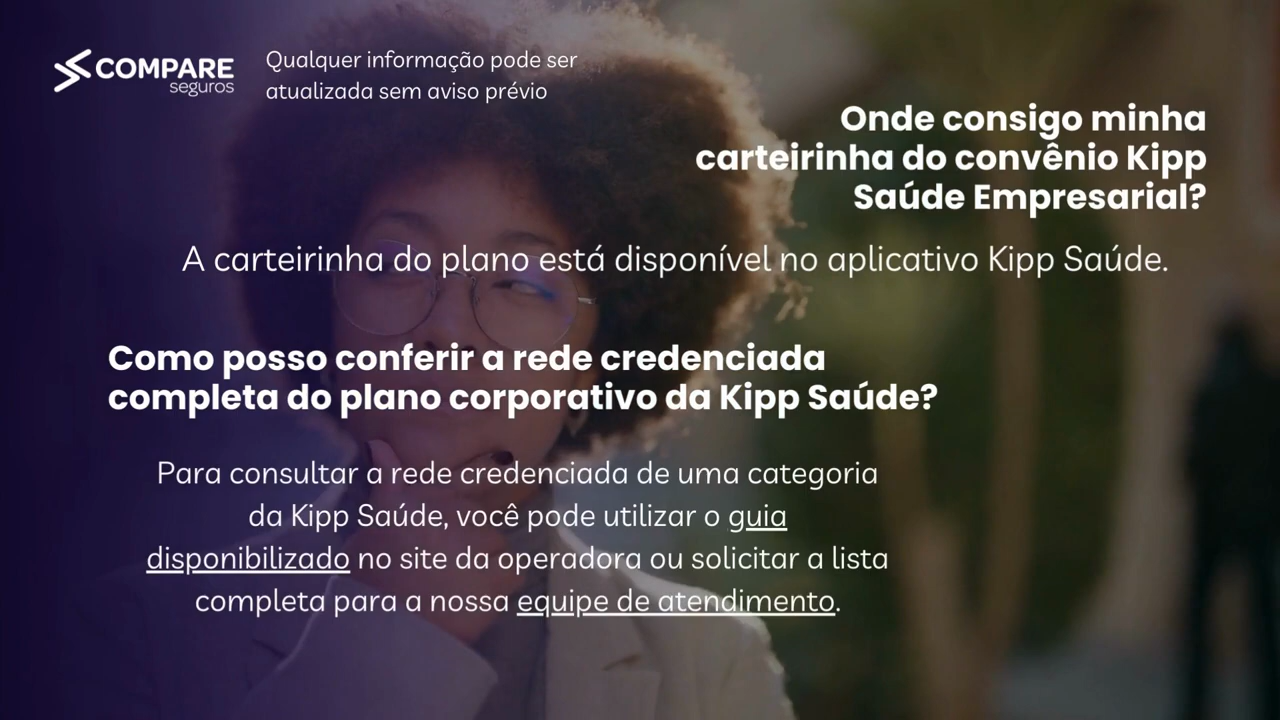 COMPARE
seguros
Qualquer informação pode ser
atualizada sem aviso prévio
Onde consigo minha
carteirinha do convênio Kipp
Saúde Empresarial?
A carteirinha do plano está disponível no aplicativo Kipp Saúde.
Como posso conferir a rede credenciada
completa do plano corporativo da Kipp Saúde?
Para consultar a rede credenciada de uma categoria
da Kipp Saúde, você pode utilizar o guia
disponibilizado no site da operadora ou solicitar a lista
completa para a nossa equipe de atendimento.